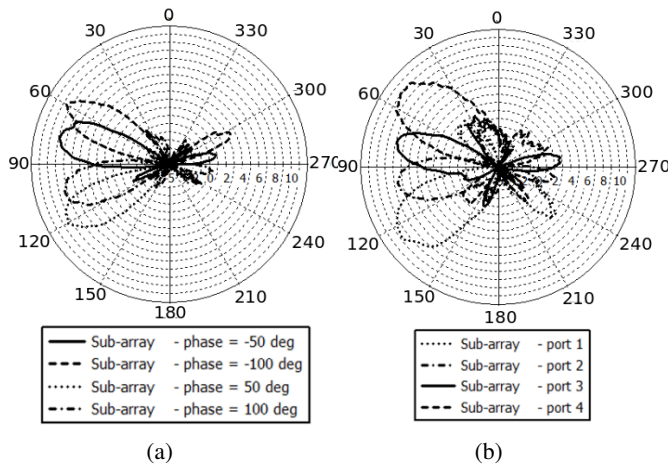 0
30
300
60
90
270
-5 0 2 4 6 8 10
120
240
150
210
180
Sub-array - phase = -50 deg
Sub-array - phase = -100 deg
Sub-array - phase = 50 deg
Sub-array - phase = 100 deg
(a)
0
30
330
60
300
90
270
2 4 6 8 10
120
240
150
210
180
Sub-array - port 1
Sub-array - port 2
Sub-array - port 3
Sub-array - port 4
(b)